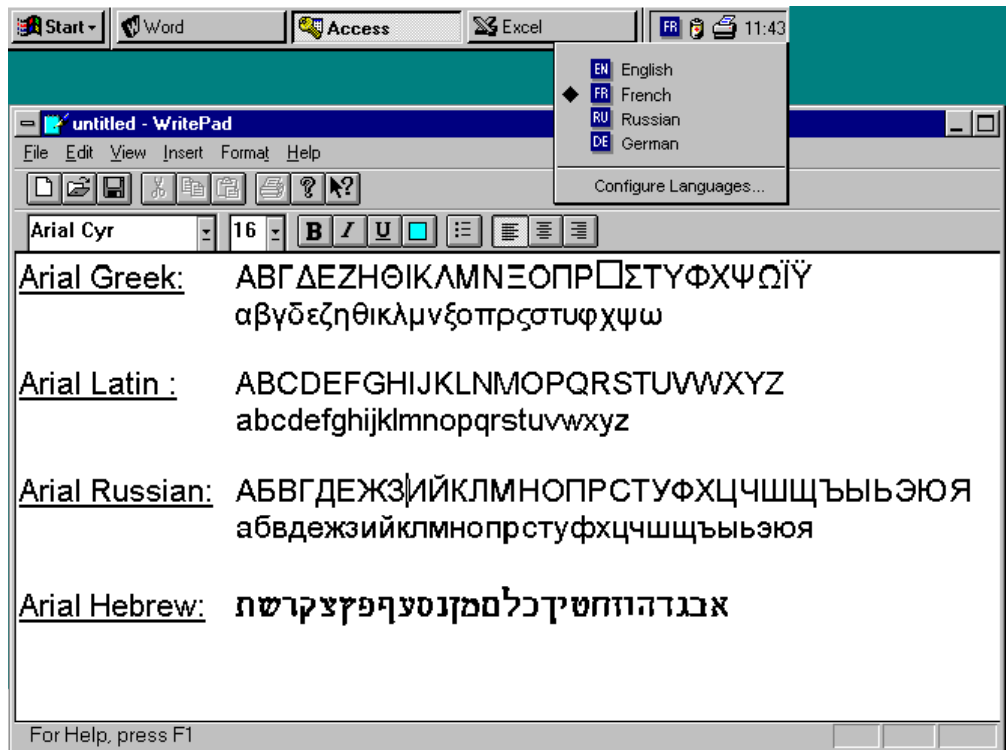 Start Word Access Excel FR 11:43
EN English
FR French
RU Russian
DE German
Configure Languages...
untitled - WritePad
File Edit View Insert Format Help
Arial Cyr 16 B I U
Arial Greek: ΑΒΓΔΕΖΗΘΙΚΛΜΝΞΟΠΡ□ΣΤΥΦΧΨΩΪΫ
αβγδεζηθικλμνξοπρςστυφχψω
Arial Latin : ABCDEFGHIJKLNMOPQRSTUVWXYZ
abcdefghijklmnopqrstuvwxyz
Arial Russian: АБВГДЕЖЗИЙКЛМНОПРСТУФХЦЧШЩЪЫЬЭЮЯ
абвдежзийклмнопрстуфхцчшщъыьэюя
Arial Hebrew: אבגדהוזחטיךכלםמןנסעףפץצקרשת
For Help, press F1